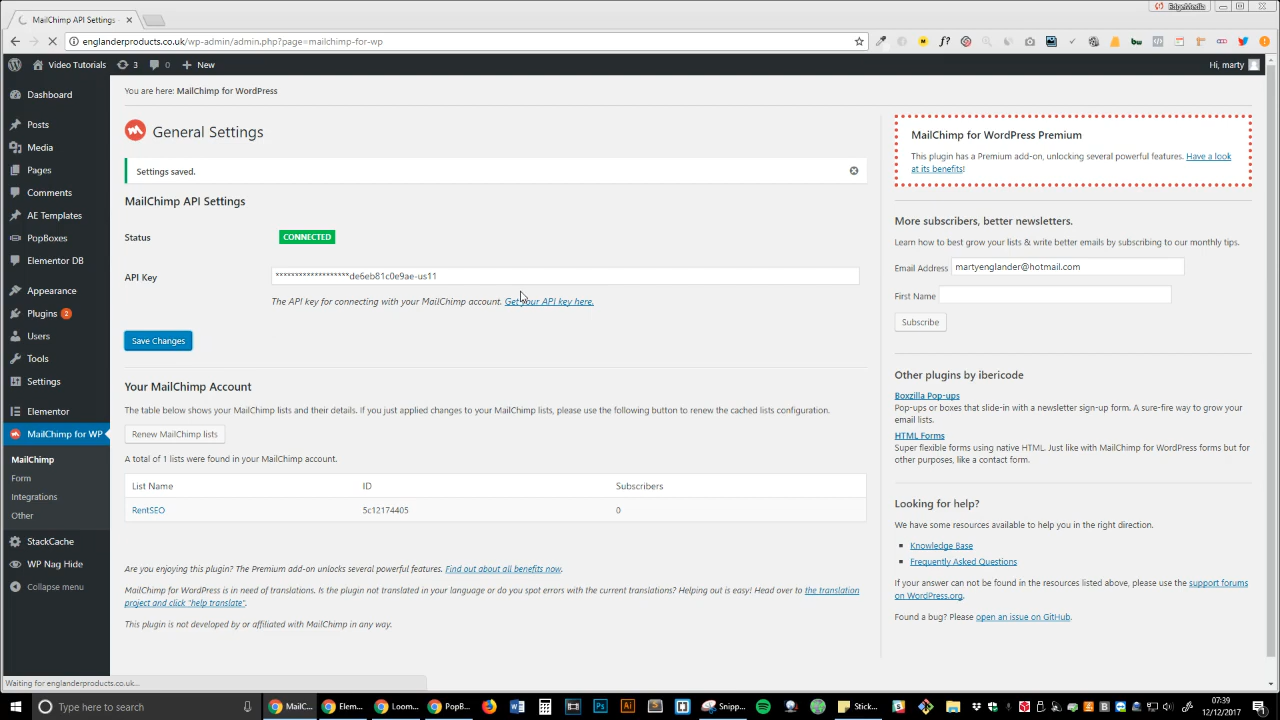 MailChimp API Settings -
EdgeMedia
englanderproducts.co.uk/wp-admin/admin.php?page=mailchimp-for-wp
Video Tutorials
3
0
New
Hi, marty
Dashboard
Posts
Media
Pages
Comments
AE Templates
PopBoxes
Elementor DB
Appearance
Plugins 2
Users
Tools
Settings
Elementor
MailChimp for WP
MailChimp
Form
Integrations
Other
StackCache
WP Nag Hide
Collapse menu
You are here: MailChimp for WordPress
General Settings
Settings saved.
MailChimp API Settings
Status
CONNECTED
API Key
*******************de6eb81c0e9ae-us11
The API key for connecting with your MailChimp account. Get your API key here.
Save Changes
Your MailChimp Account
The table below shows your MailChimp lists and their details. If you just applied changes to your MailChimp lists, please use the following button to renew the cached lists configuration.
Renew MailChimp lists
A total of 1 lists were found in your MailChimp account.
List Name ID Subscribers
RentSEO 5c12174405 0
Are you enjoying this plugin? The Premium add-on unlocks several powerful features. Find out about all benefits now.
MailChimp for WordPress is in need of translations. Is the plugin not translated in your language or do you spot errors with the current translations? Helping out is easy! Head over to the translation
project and click "help translate".
This plugin is not developed by or affiliated with MailChimp in any way.
MailChimp for WordPress Premium
This plugin has a Premium add-on, unlocking several powerful features. Have a look
at its benefits!
More subscribers, better newsletters.
Learn how to best grow your lists & write better emails by subscribing to our monthly tips.
Email Address martyenglander@hotmail.com
First Name
Subscribe
Other plugins by ibericode
Boxzilla Pop-ups
Pop-ups or boxes that slide-in with a newsletter sign-up form. A sure-fire way to grow your
email lists.
HTML Forms
Super flexible forms using native HTML. Just like with MailChimp for WordPress forms but for
other purposes, like a contact form.
Looking for help?
We have some resources available to help you in the right direction.
Knowledge Base
Frequently Asked Questions
If your answer can not be found in the resources listed above, please use the support forums
on WordPress.org.
Found a bug? Please open an issue on GitHub.
Waiting for englanderproducts.co.uk...
Type here to search
MailC...
Elem...
Loom...
PopB...
Snipp...
Stick...
07:39
12/12/2017